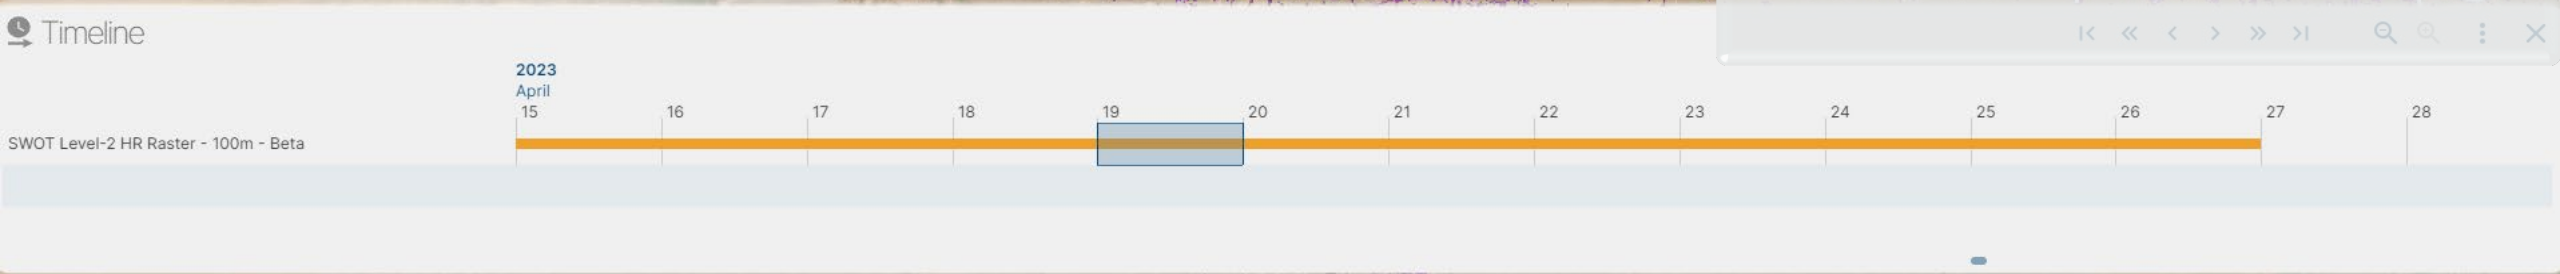 Timeline
2023
April
15 16 17 18 19 20 21 22 23 24 25 26 27 28
SWOT Level-2 HR Raster - 100m - Beta